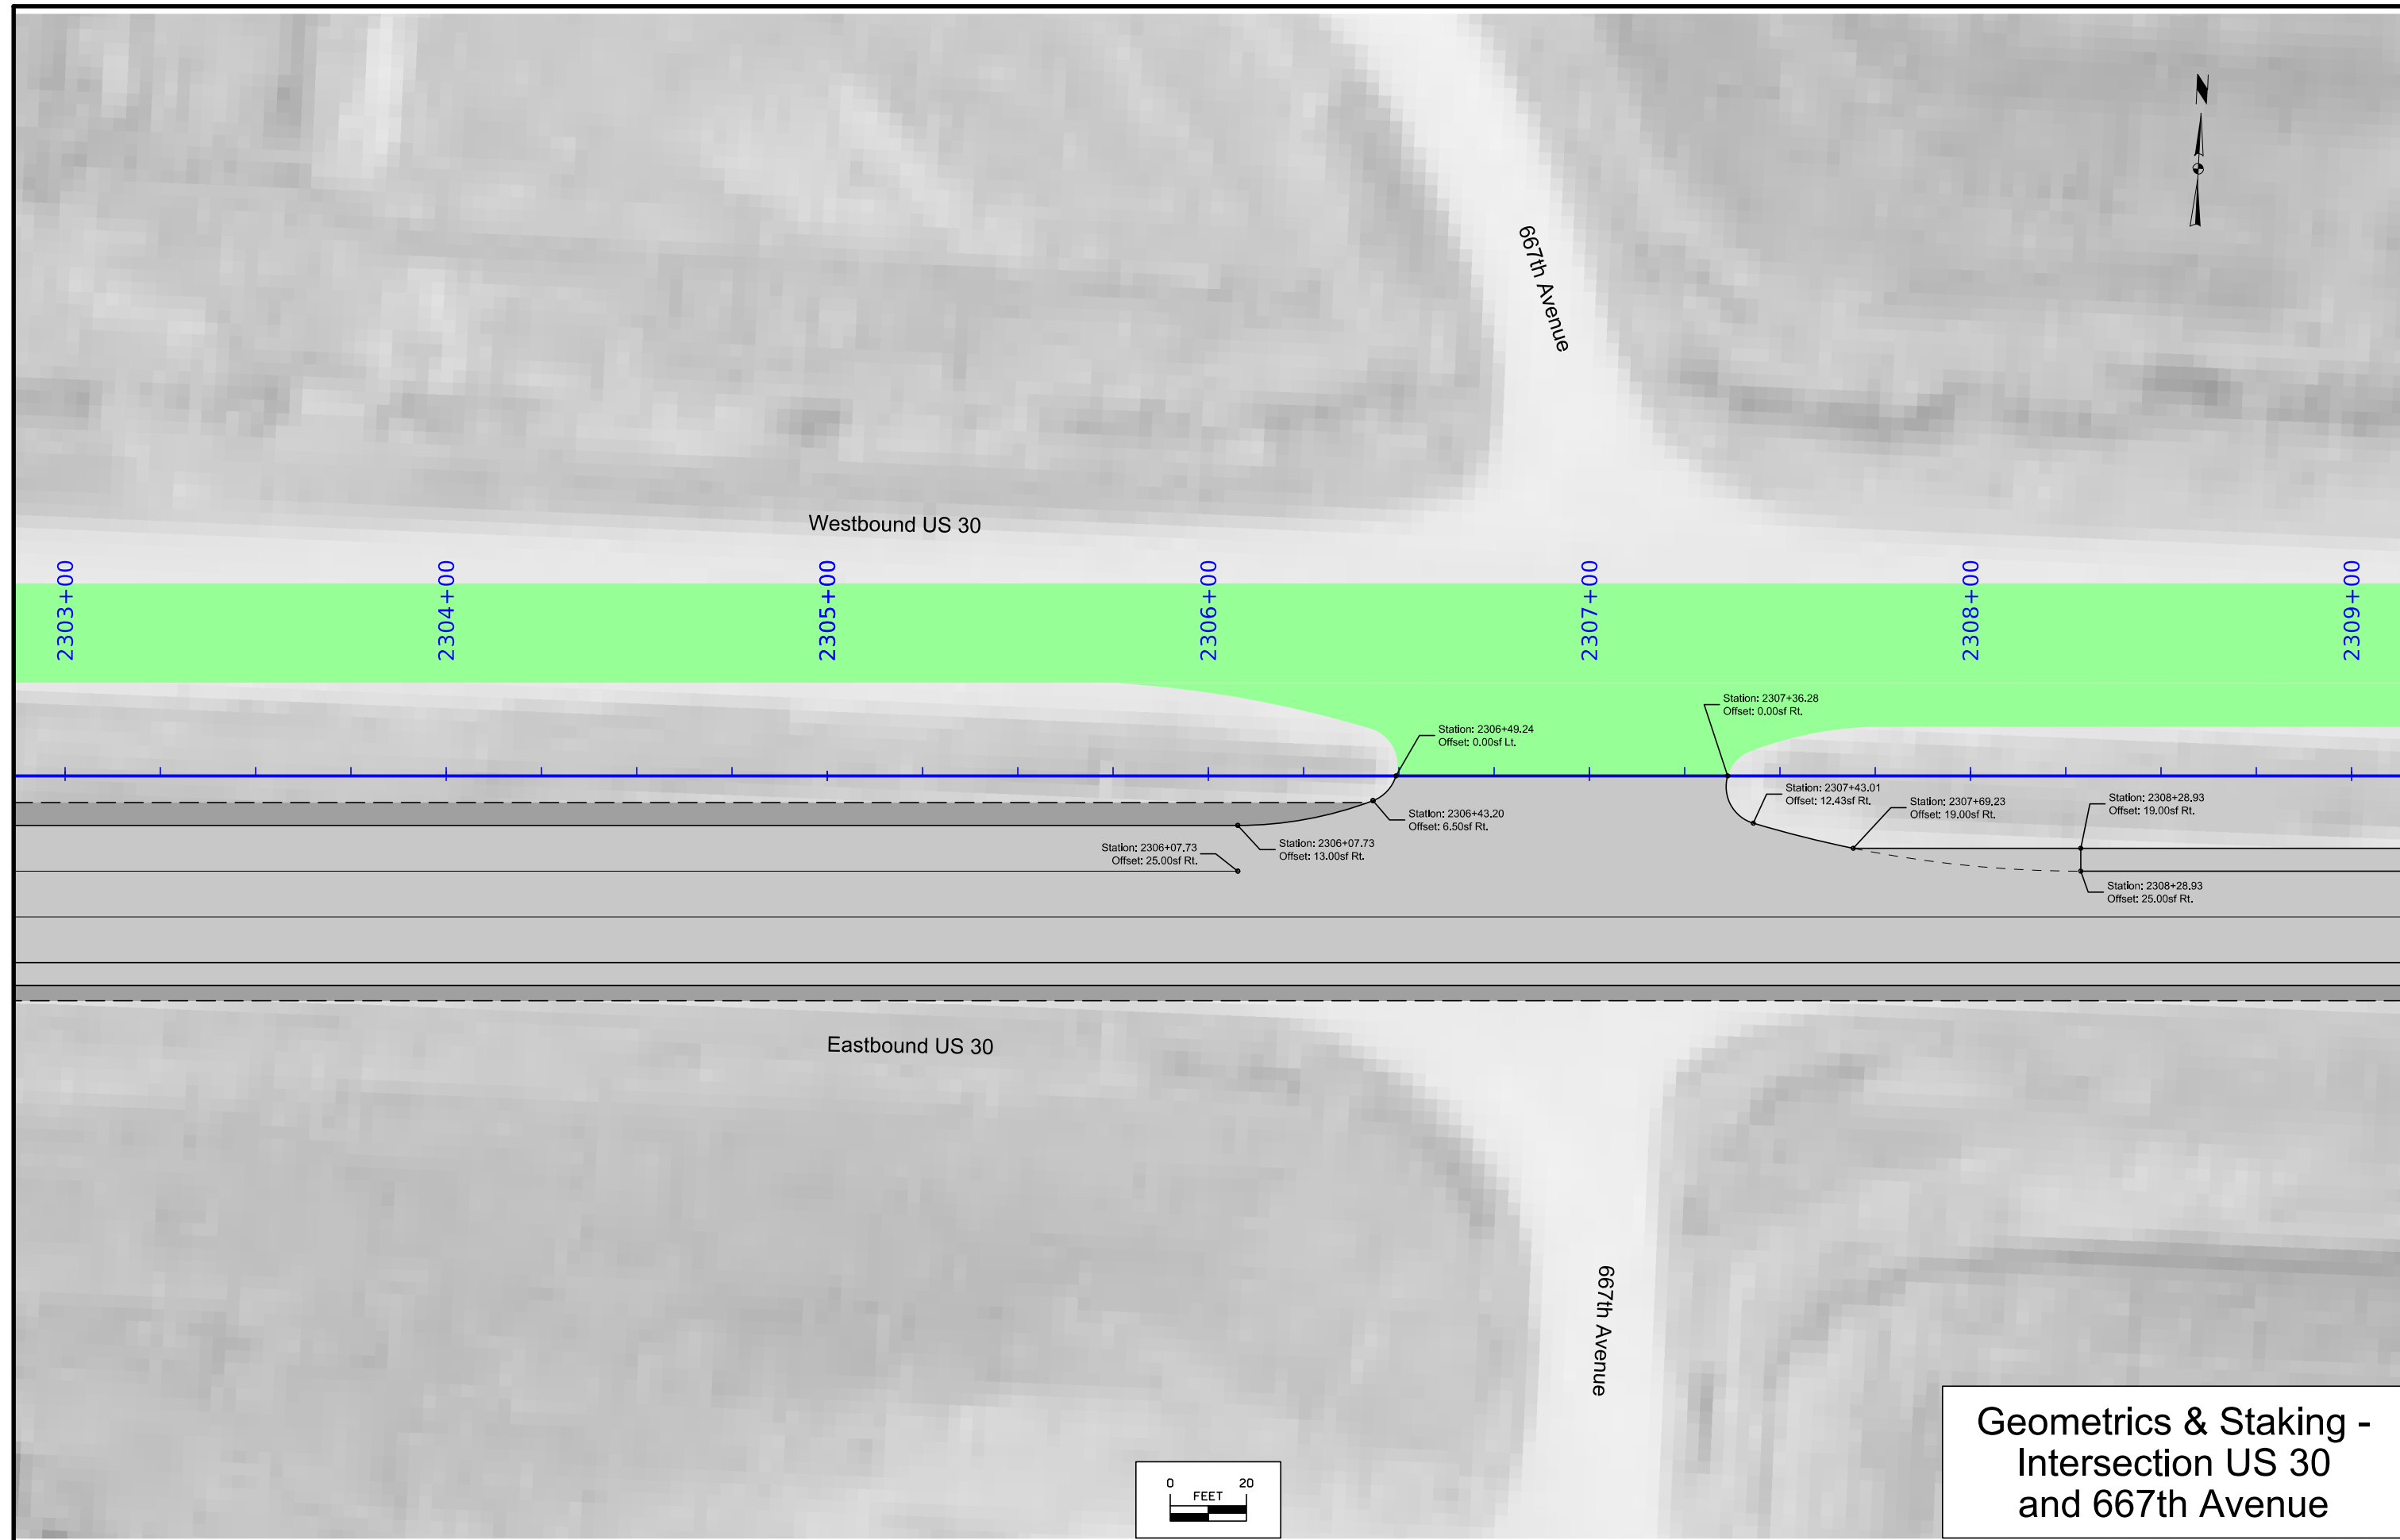 N
667th Avenue
Westbound US 30
2303+00
2304+00
2305+00
2306+00
2307+00
2308+00
2309+00
Station: 2307+36.28
Offset: 0.00sf Rt.
Station: 2306+49.24
Offset: 0.00sf Lt.
Station: 2307+43.01
Offset: 12.43sf Rt.
Station: 2307+69.23
Offset: 19.00sf Rt.
Station: 2308+28.93
Offset: 19.00sf Rt.
Station: 2306+43.20
Offset: 6.50sf Rt.
Station: 2306+07.73
Offset: 13.00sf Rt.
Station: 2306+07.73
Offset: 25.00sf Rt.
Station: 2308+28.93
Offset: 25.00sf Rt.
Eastbound US 30
667th Avenue
0 20
FEET
Geometrics & Staking -
Intersection US 30
and 667th Avenue